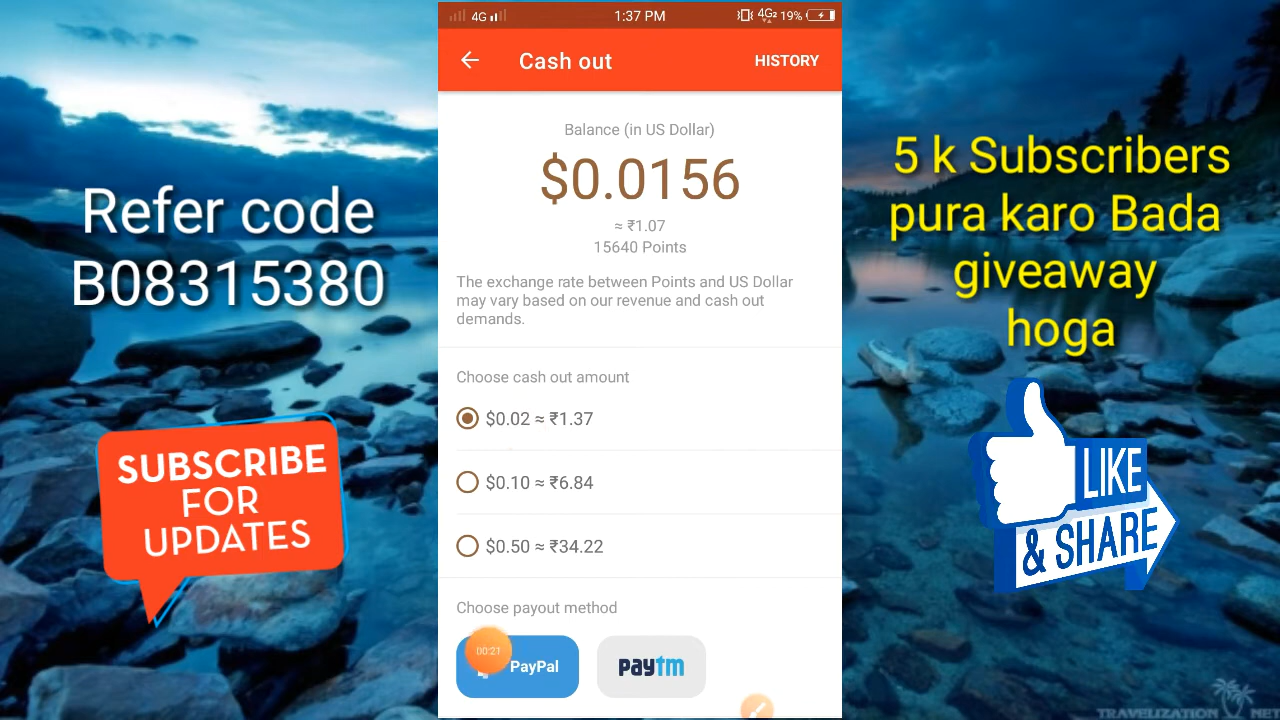 4G 1:37 PM 4G2 19%
Cash out HISTORY
Balance (in US Dollar)
$0.0156
≈ ₹1.07
15640 Points
The exchange rate between Points and US Dollar
may vary based on our revenue and cash out
demands.
Choose cash out amount
$0.02 ≈ ₹1.37
$0.10 ≈ ₹6.84
$0.50 ≈ ₹34.22
Choose payout method
00:21
PayPal
paytm
Refer code
B08315380
SUBSCRIBE
FOR
UPDATES
5 k Subscribers
pura karo Bada
giveaway
hoga
LIKE
& SHARE
TRAVELIZATION NET